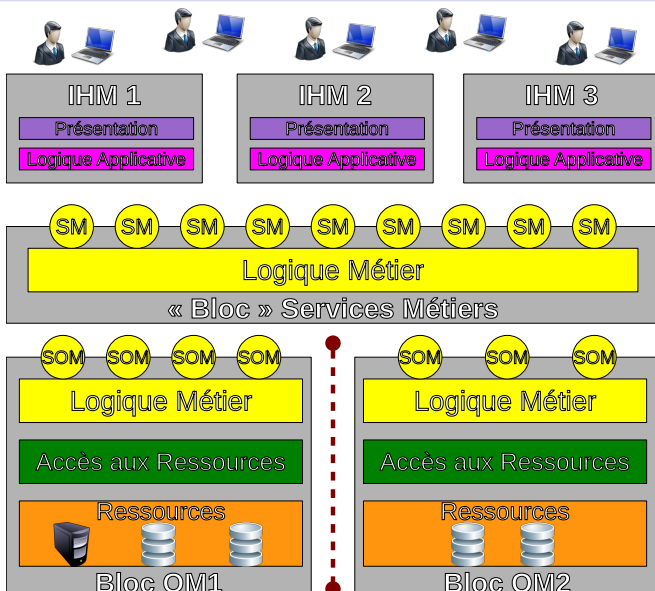 IHM 1
Présentation
Logique Applicative
IHM 2
Présentation
Logique Applicative
IHM 3
Présentation
Logique Applicative
SM SM SM SM SM SM SM SM SM
Logique Métier
« Bloc » Services Métiers
SOM SOM SOM SOM
Logique Métier
Accès aux Ressources
Ressources
Bloc OM1
SOM SOM SOM
Logique Métier
Accès aux Ressources
Ressources
Bloc OM2